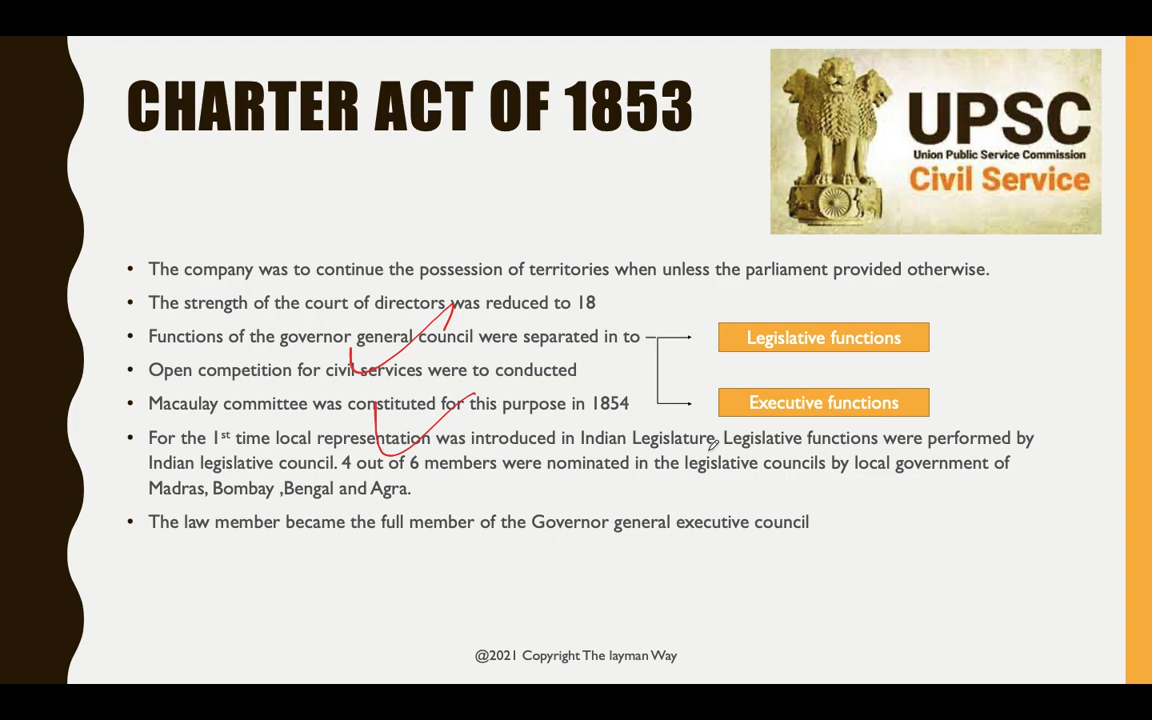 CHARTER ACT OF 1853
UPSC
Union Public Service Commission
Civil Service
• The company was to continue the possession of territories when unless the parliament provided otherwise.
• The strength of the court of directors was reduced to 18
• Functions of the governor general council were separated in to –
Legislative functions
• Open competition for civil services were to conducted
• Macaulay committee was constituted for this purpose in 1854
Executive functions
• For the 1st time local representation was introduced in Indian Legislature. Legislative functions were performed by
Indian legislative council. 4 out of 6 members were nominated in the legislative councils by local government of
Madras, Bombay ,Bengal and Agra.
• The law member became the full member of the Governor general executive council
@2021 Copyright The layman Way